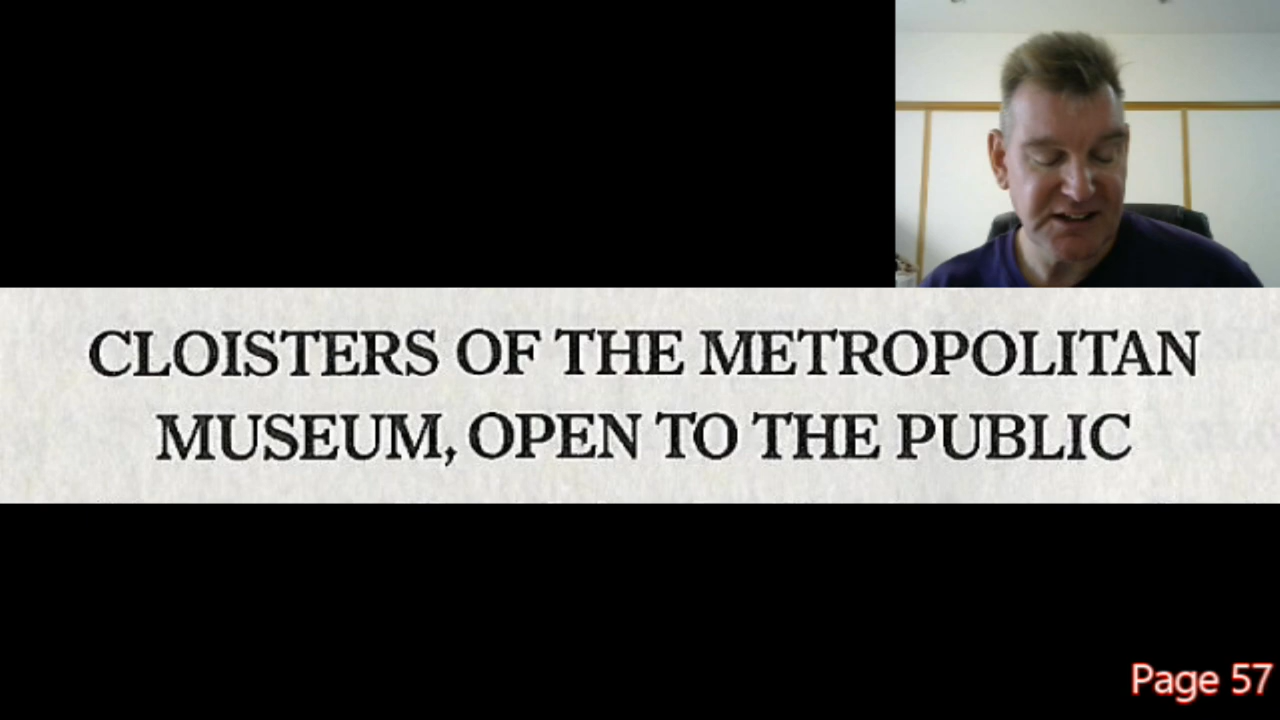 CLOISTERS OF THE METROPOLITAN
MUSEUM, OPEN TO THE PUBLIC
Page 57